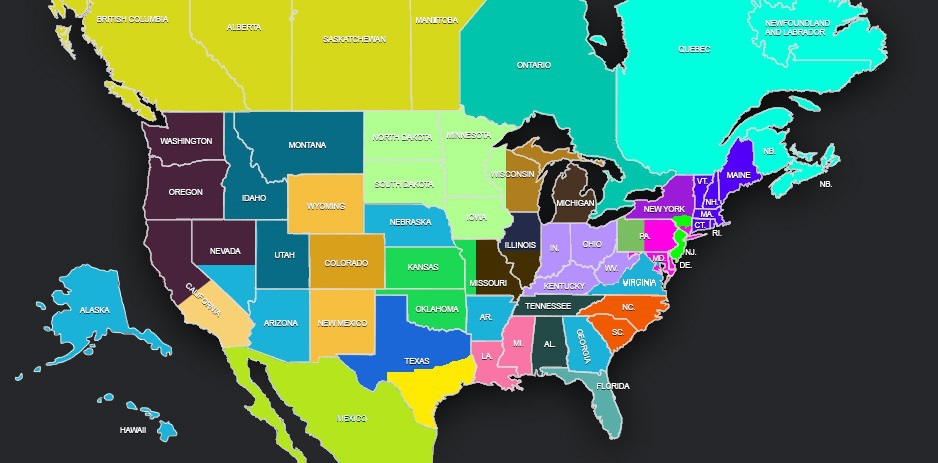 BRITISH COLUMBIA
ALBERTA
SASKATCHEWAN
MANITOBA
ONTARIO
QUEBEC
NEWFOUNDLAND
AND LABRADOR
NB.
NB.
WASHINGTON
MONTANA
NORTH DAKOTA
MINNESOTA
WISCONSIN
MICHIGAN
VT.
MAINE
NH.
MA.
CT.
RI.
NEW YORK
OREGON
IDAHO
WYOMING
SOUTH DAKOTA
IOWA
NEBRASKA
ILLINOIS
IN.
OHIO
PA.
NJ.
MD.
DE.
NEVADA
UTAH
COLORADO
KANSAS
MISSOURI
KENTUCKY
WV.
VIRGINIA
CALIFORNIA
ARIZONA
NEW MEXICO
OKLAHOMA
AR.
TENNESSEE
NC.
SC.
ALASKA
TEXAS
LA.
MI.
AL.
GEORGIA
FLORIDA
HAWAII
MEXICO